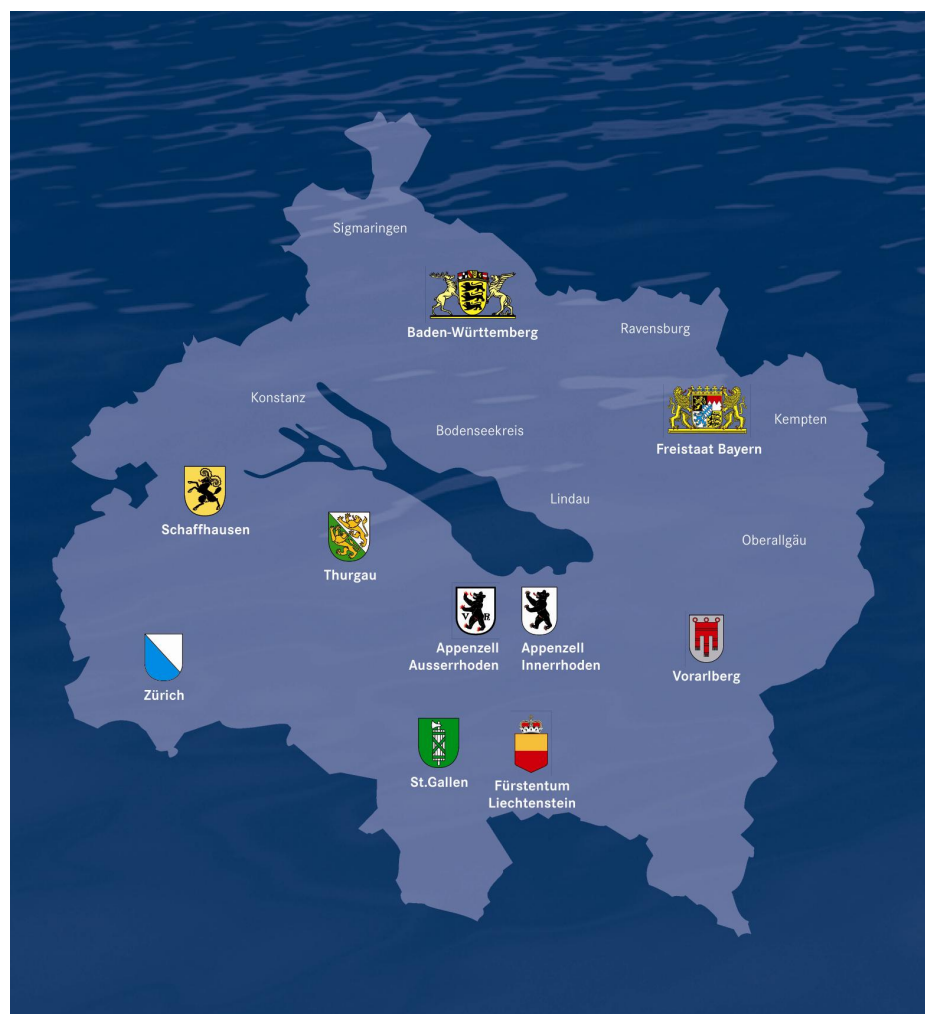 Sigmaringen
Baden-Württemberg
Ravensburg
Konstanz
Kempten
Bodenseekreis
Freistaat Bayern
Lindau
Schaffhausen
Oberallgäu
Thurgau
V R
Appenzell
Ausserrhoden
Appenzell
Innerrhoden
Vorarlberg
Zürich
St.Gallen
Fürstentum
Liechtenstein